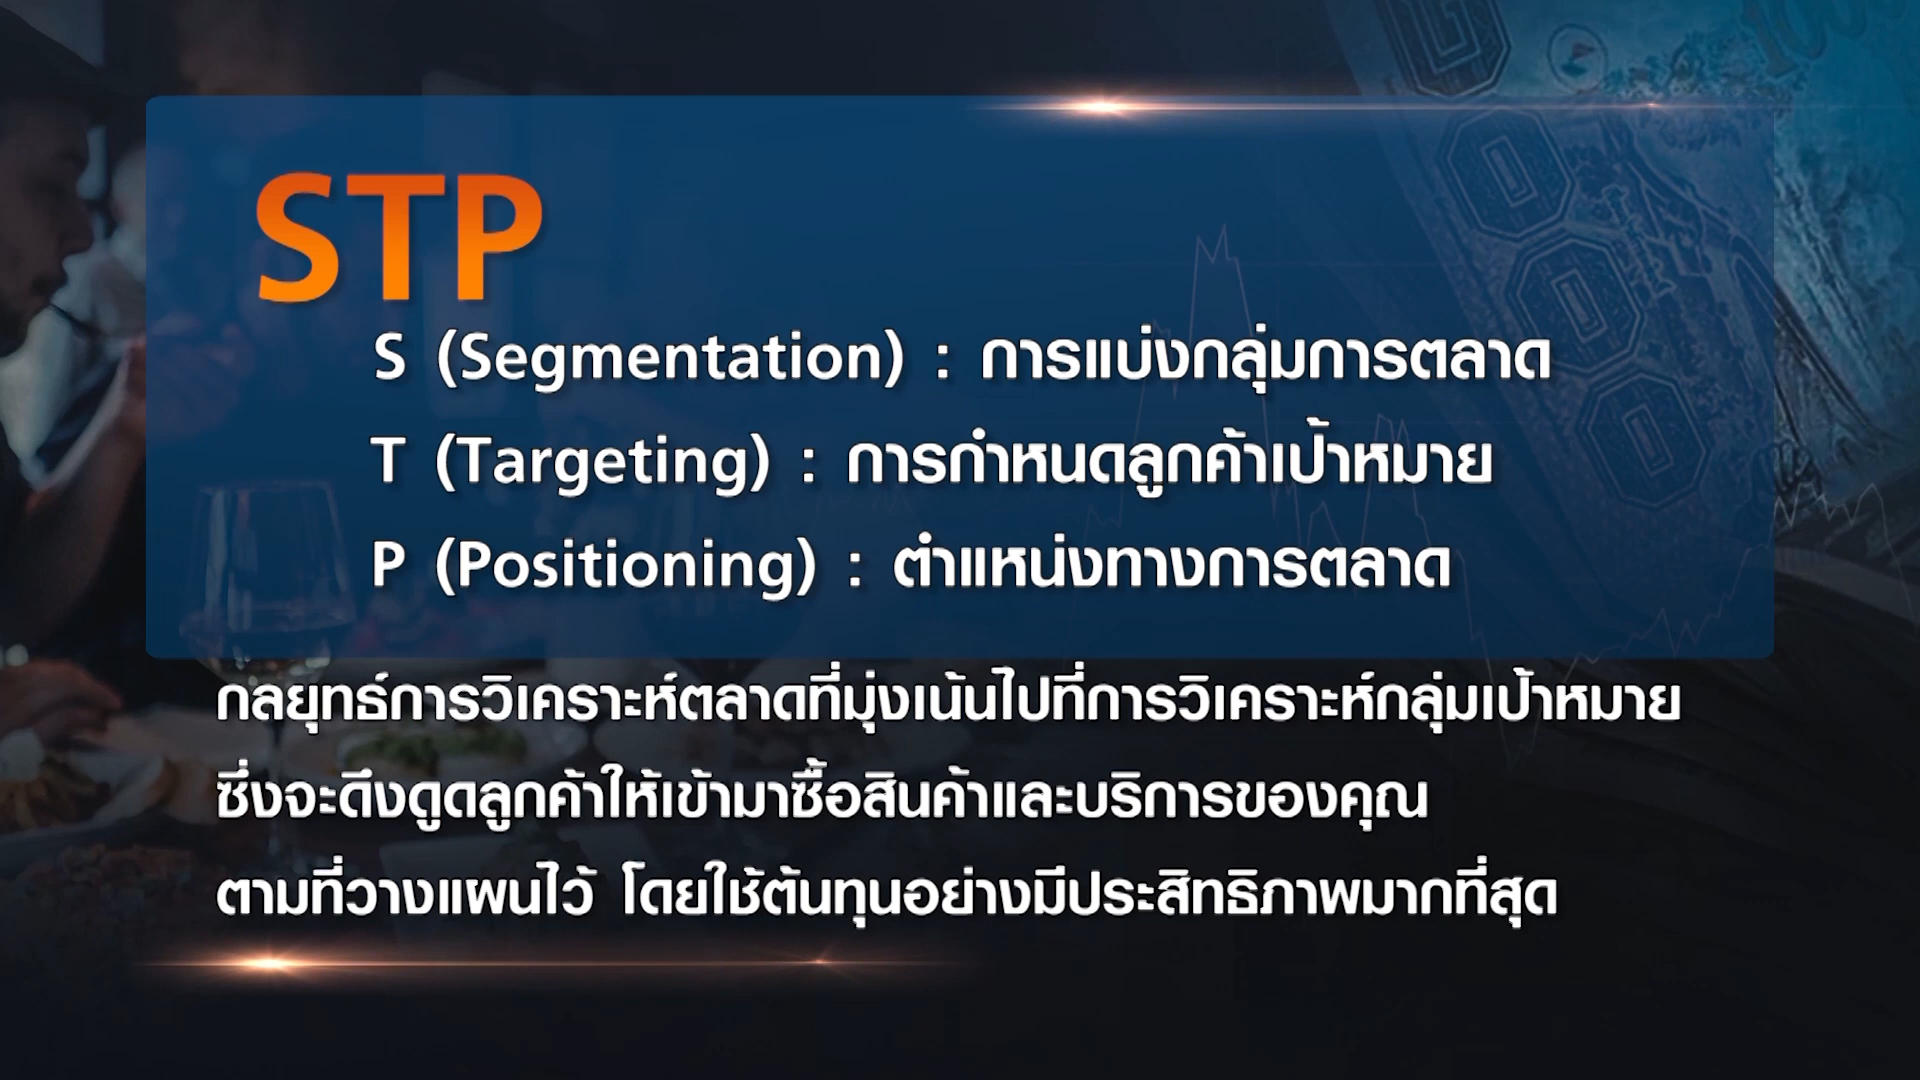 STP
S (Segmentation) : การแบ่งกลุ่มการตลาด
T (Targeting) : การกำหนดลูกค้าเป้าหมาย
P (Positioning) : ตำแหน่งทางการตลาด
กลยุทธ์การวิเคราะห์ตลาดที่มุ่งเน้นไปที่การวิเคราะห์กลุ่มเป้าหมาย
ซึ่งจะดึงดูดลูกค้าให้เข้ามาซื้อสินค้าและบริการของคุณ
ตามที่วางแผนไว้ โดยใช้ต้นทุนอย่างมีประสิทธิภาพมากที่สุด